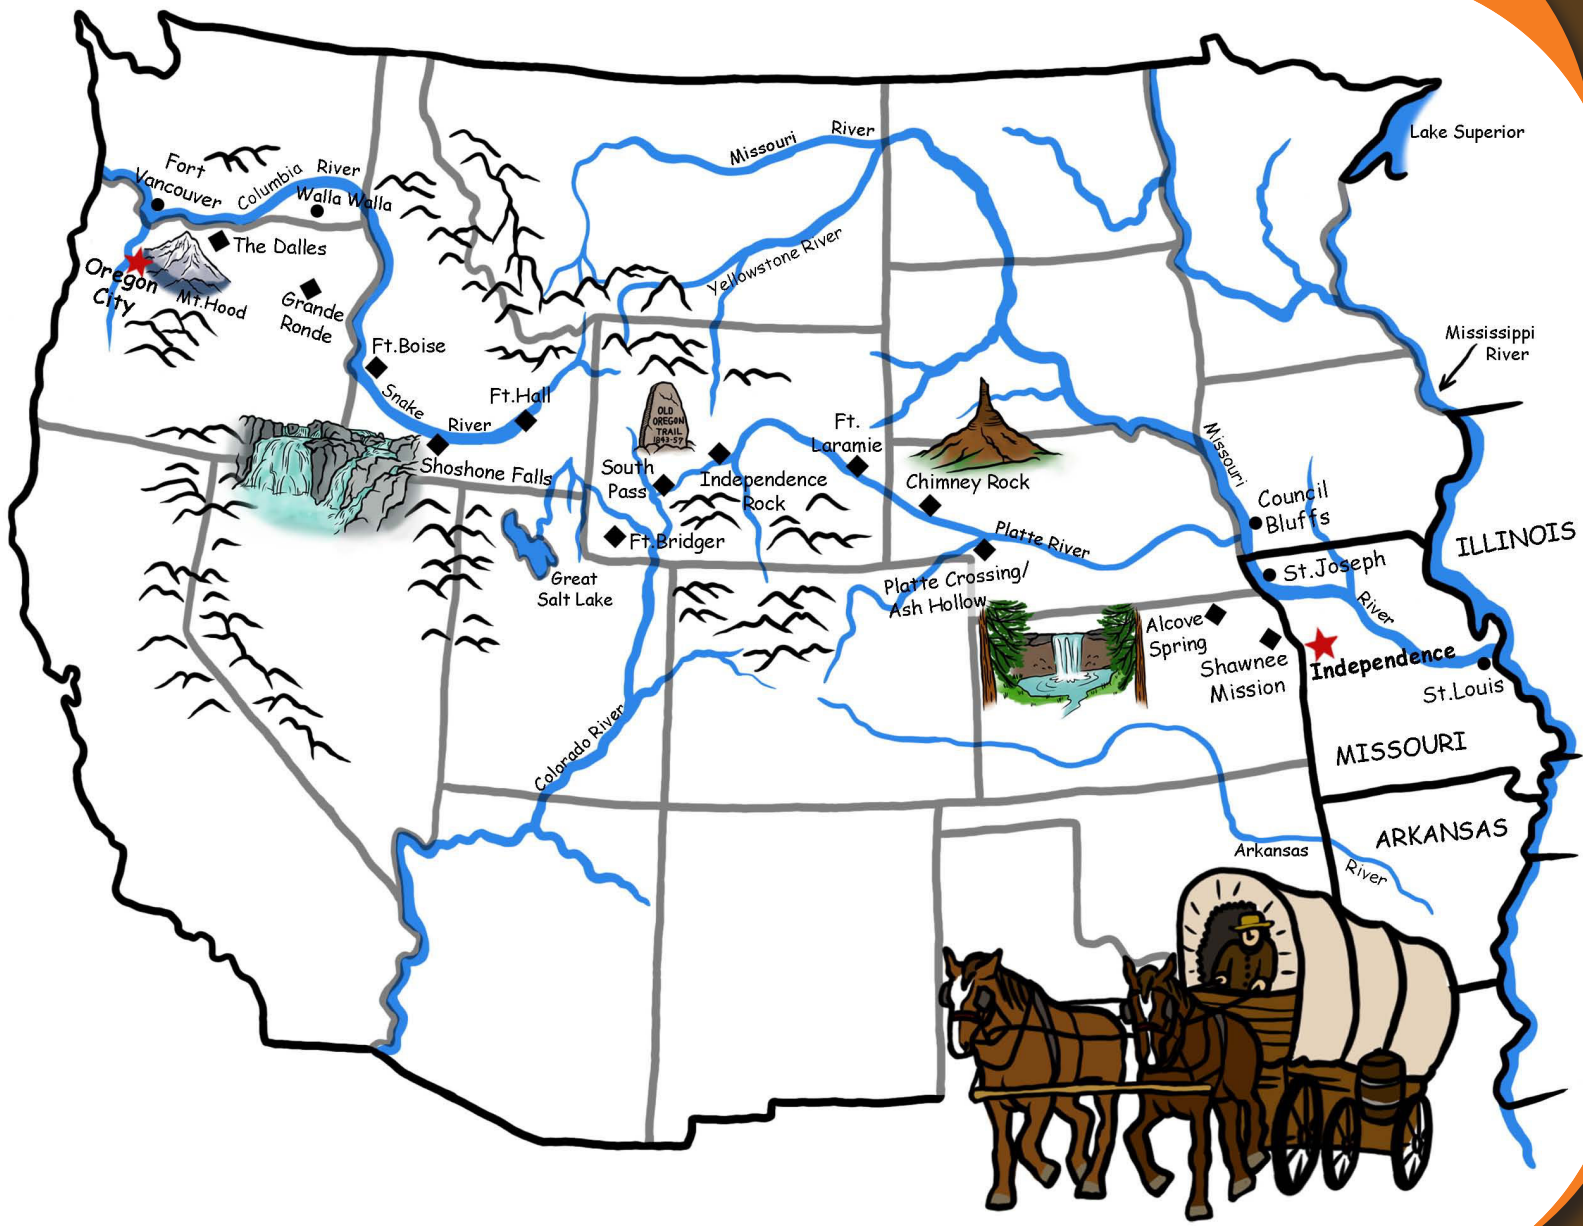 Lake Superior
Missouri
River
Fort
Vancouver
Columbia
River
Walla Walla
The Dalles
Oregon
City
Mt.Hood
Grande
Ronde
Yellowstone River
Mississippi
River
Ft.Boise
Snake
River
Ft.Hall
Shoshone Falls
OLD
OREGON
TRAIL
1843-57
South
Pass
Independence
Rock
Ft.
Laramie
Chimney Rock
Missouri
Council
Bluffs
ILLINOIS
Ft.Bridger
Great
Salt Lake
Platte River
Platte Crossing/
Ash Hollow
St.Joseph
River
Alcove
Spring
Shawnee
Mission
Independence
St.Louis
Colorado River
MISSOURI
ARKANSAS
Arkansas
River